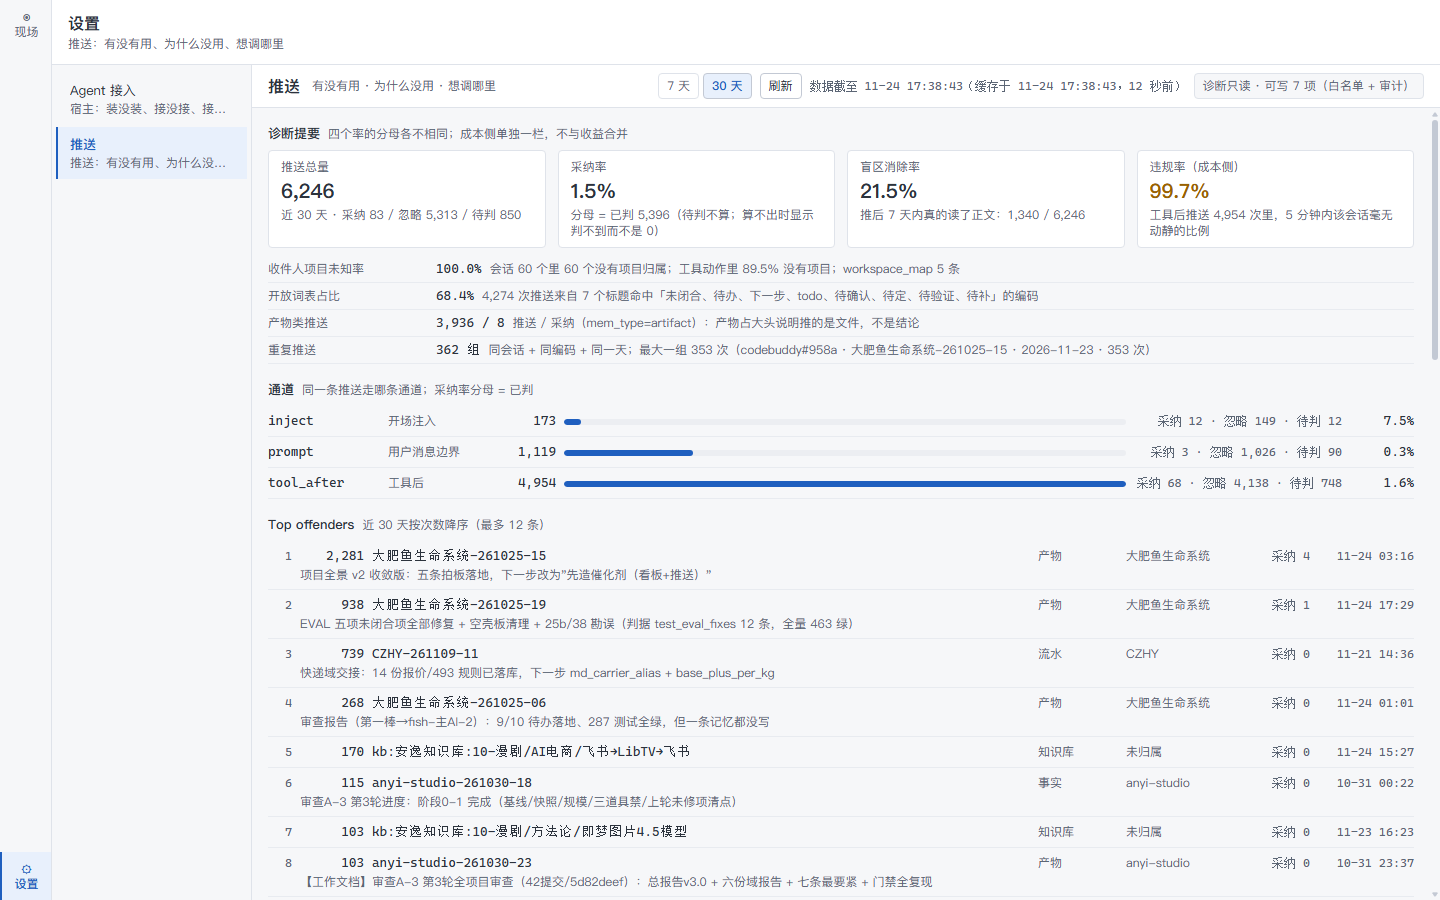 现场
设置
推送：有没有用、为什么没用、想调哪里
Agent 接入
宿主：装没装、接没接、接…
推送
推送：有没有用、为什么没…
设置
推送 有没有用 · 为什么没用 · 想调哪里
7 天 30 天 刷新 数据截至 11-24 17:38:43（缓存于 11-24 17:38:43，12 秒前） 诊断只读 · 可写 7 项（白名单 + 审计）
诊断提要 四个率的分母各不相同；成本侧单独一栏，不与收益合并
推送总量
6,246
近 30 天 · 采纳 83 / 忽略 5,313 / 待判 850
采纳率
1.5%
分母 = 已判 5,396（待判不算；算不出时显示
判不到而不是 0）
盲区消除率
21.5%
推后 7 天内真的读了正文：1,340 / 6,246
违规率（成本侧）
99.7%
工具后推送 4,954 次里，5 分钟内该会话毫无
动静的比例
收件人项目未知率 100.0% 会话 60 个里 60 个没有项目归属；工具动作里 89.5% 没有项目；workspace_map 5 条
开放词表占比 68.4% 4,274 次推送来自 7 个标题命中「未闭合、待办、下一步、todo、待确认、待定、待验证、待补」的编码
产物类推送 3,936 / 8 推送 / 采纳（mem_type=artifact）：产物占大头说明推的是文件，不是结论
重复推送 362 组 同会话 + 同编码 + 同一天；最大一组 353 次（codebuddy#958a · 大肥鱼生命系统-261025-15 · 2026-11-23 · 353 次）
通道 同一条推送走哪条通道；采纳率分母 = 已判
inject 开场注入 173 采纳 12 · 忽略 149 · 待判 12 7.5%
prompt 用户消息边界 1,119 采纳 3 · 忽略 1,026 · 待判 90 0.3%
tool_after 工具后 4,954 采纳 68 · 忽略 4,138 · 待判 748 1.6%
Top offenders 近 30 天按次数降序（最多 12 条）
1 2,281 大肥鱼生命系统-261025-15 产物 大肥鱼生命系统 采纳 4 11-24 03:16
项目全景 v2 收敛版：五条拍板落地，下一步改为”先造催化剂（看板+推送）”
2 938 大肥鱼生命系统-261025-19 产物 大肥鱼生命系统 采纳 1 11-24 17:29
EVAL 五项未闭合项全部修复 + 空壳板清理 + 25b/38 勘误（判据 test_eval_fixes 12 条，全量 463 绿）
3 739 CZHY-261109-11 流水 CZHY 采纳 0 11-21 14:36
快递域交接：14 份报价/493 规则已落库，下一步 md_carrier_alias + base_plus_per_kg
4 268 大肥鱼生命系统-261025-06 产物 大肥鱼生命系统 采纳 0 11-24 01:01
审查报告（第一棒→fish-主AI-2）：9/10 待办落地、287 测试全绿，但一条记忆都没写
5 170 kb:安逸知识库:10-漫剧/AI电商/飞书→LibTV→飞书 知识库 未归属 采纳 0 11-24 15:27
6 115 anyi-studio-261030-18 事实 anyi-studio 采纳 0 10-31 00:22
审查A-3 第3轮进度：阶段0-1 完成（基线/快照/规模/三道具禁/上轮未修项清点）
7 103 kb:安逸知识库:10-漫剧/方法论/即梦图片4.5模型 知识库 未归属 采纳 0 11-23 16:23
8 103 anyi-studio-261030-23 产物 anyi-studio 采纳 0 10-31 23:37
【工作文档】审查A-3 第3轮全项目审查（42提交/5d82deef）：总报告v3.0 + 六份域报告 + 七条最要紧 + 门禁全复现